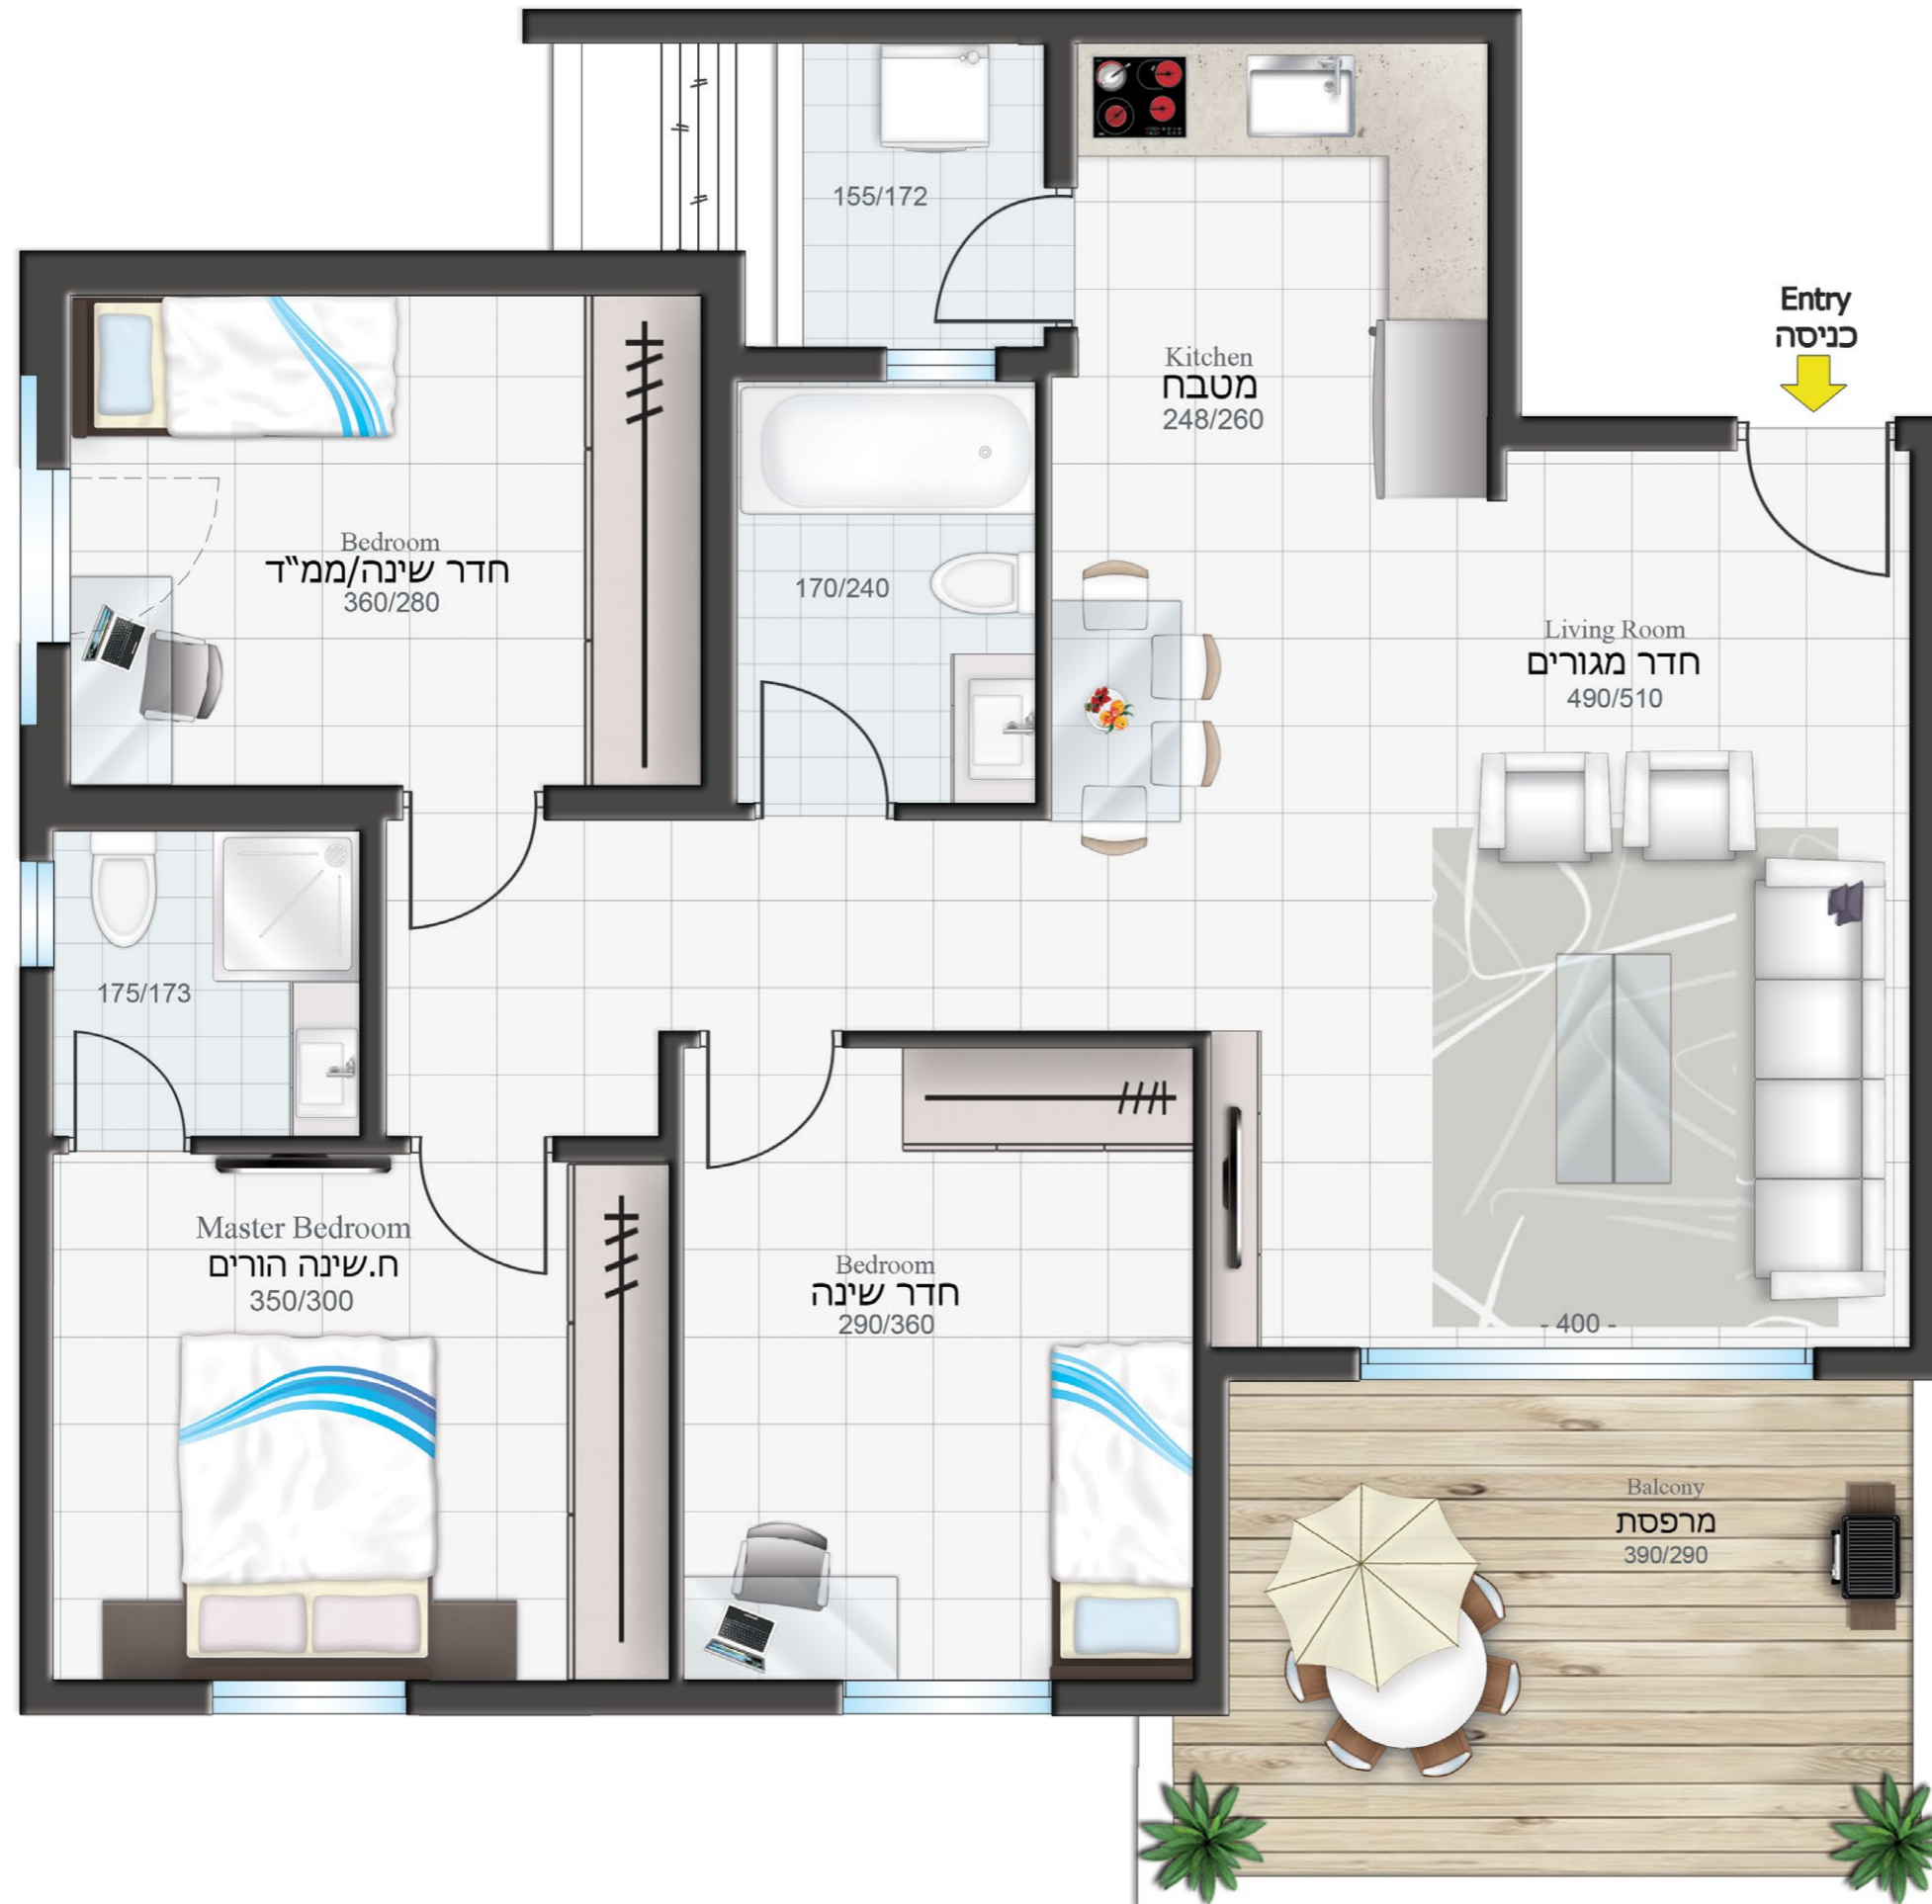 155/172
Entry
כניסה
Kitchen
מטבח
248/260
Bedroom
חדר שינה/ממ"ד
360/280
170/240
Living Room
חדר מגורים
490/510
175/173
Master Bedroom
ח.שינה הורים
350/300
Bedroom
חדר שינה
290/360
- 400 -
Balcony
מרפסת
390/290